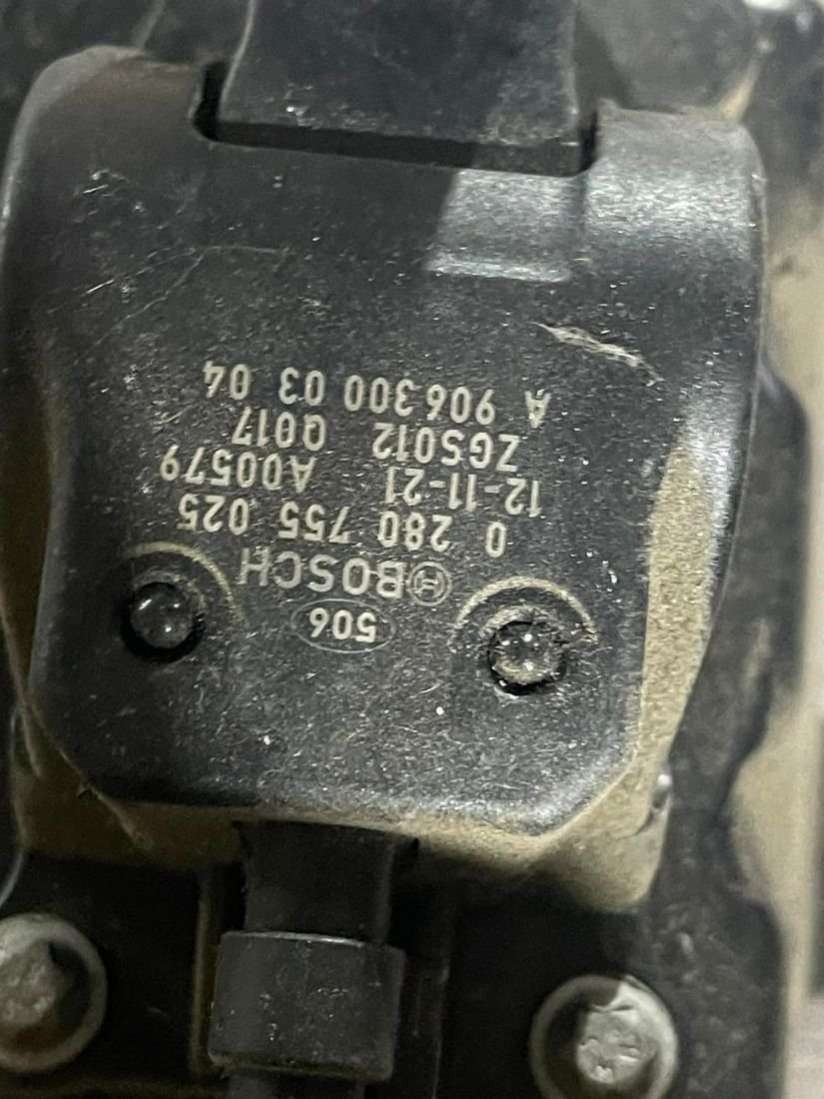 A 906 300 03 04
ZGS012 Q017
12-11-21 A00579
0 280 755 025
BOSCH
506